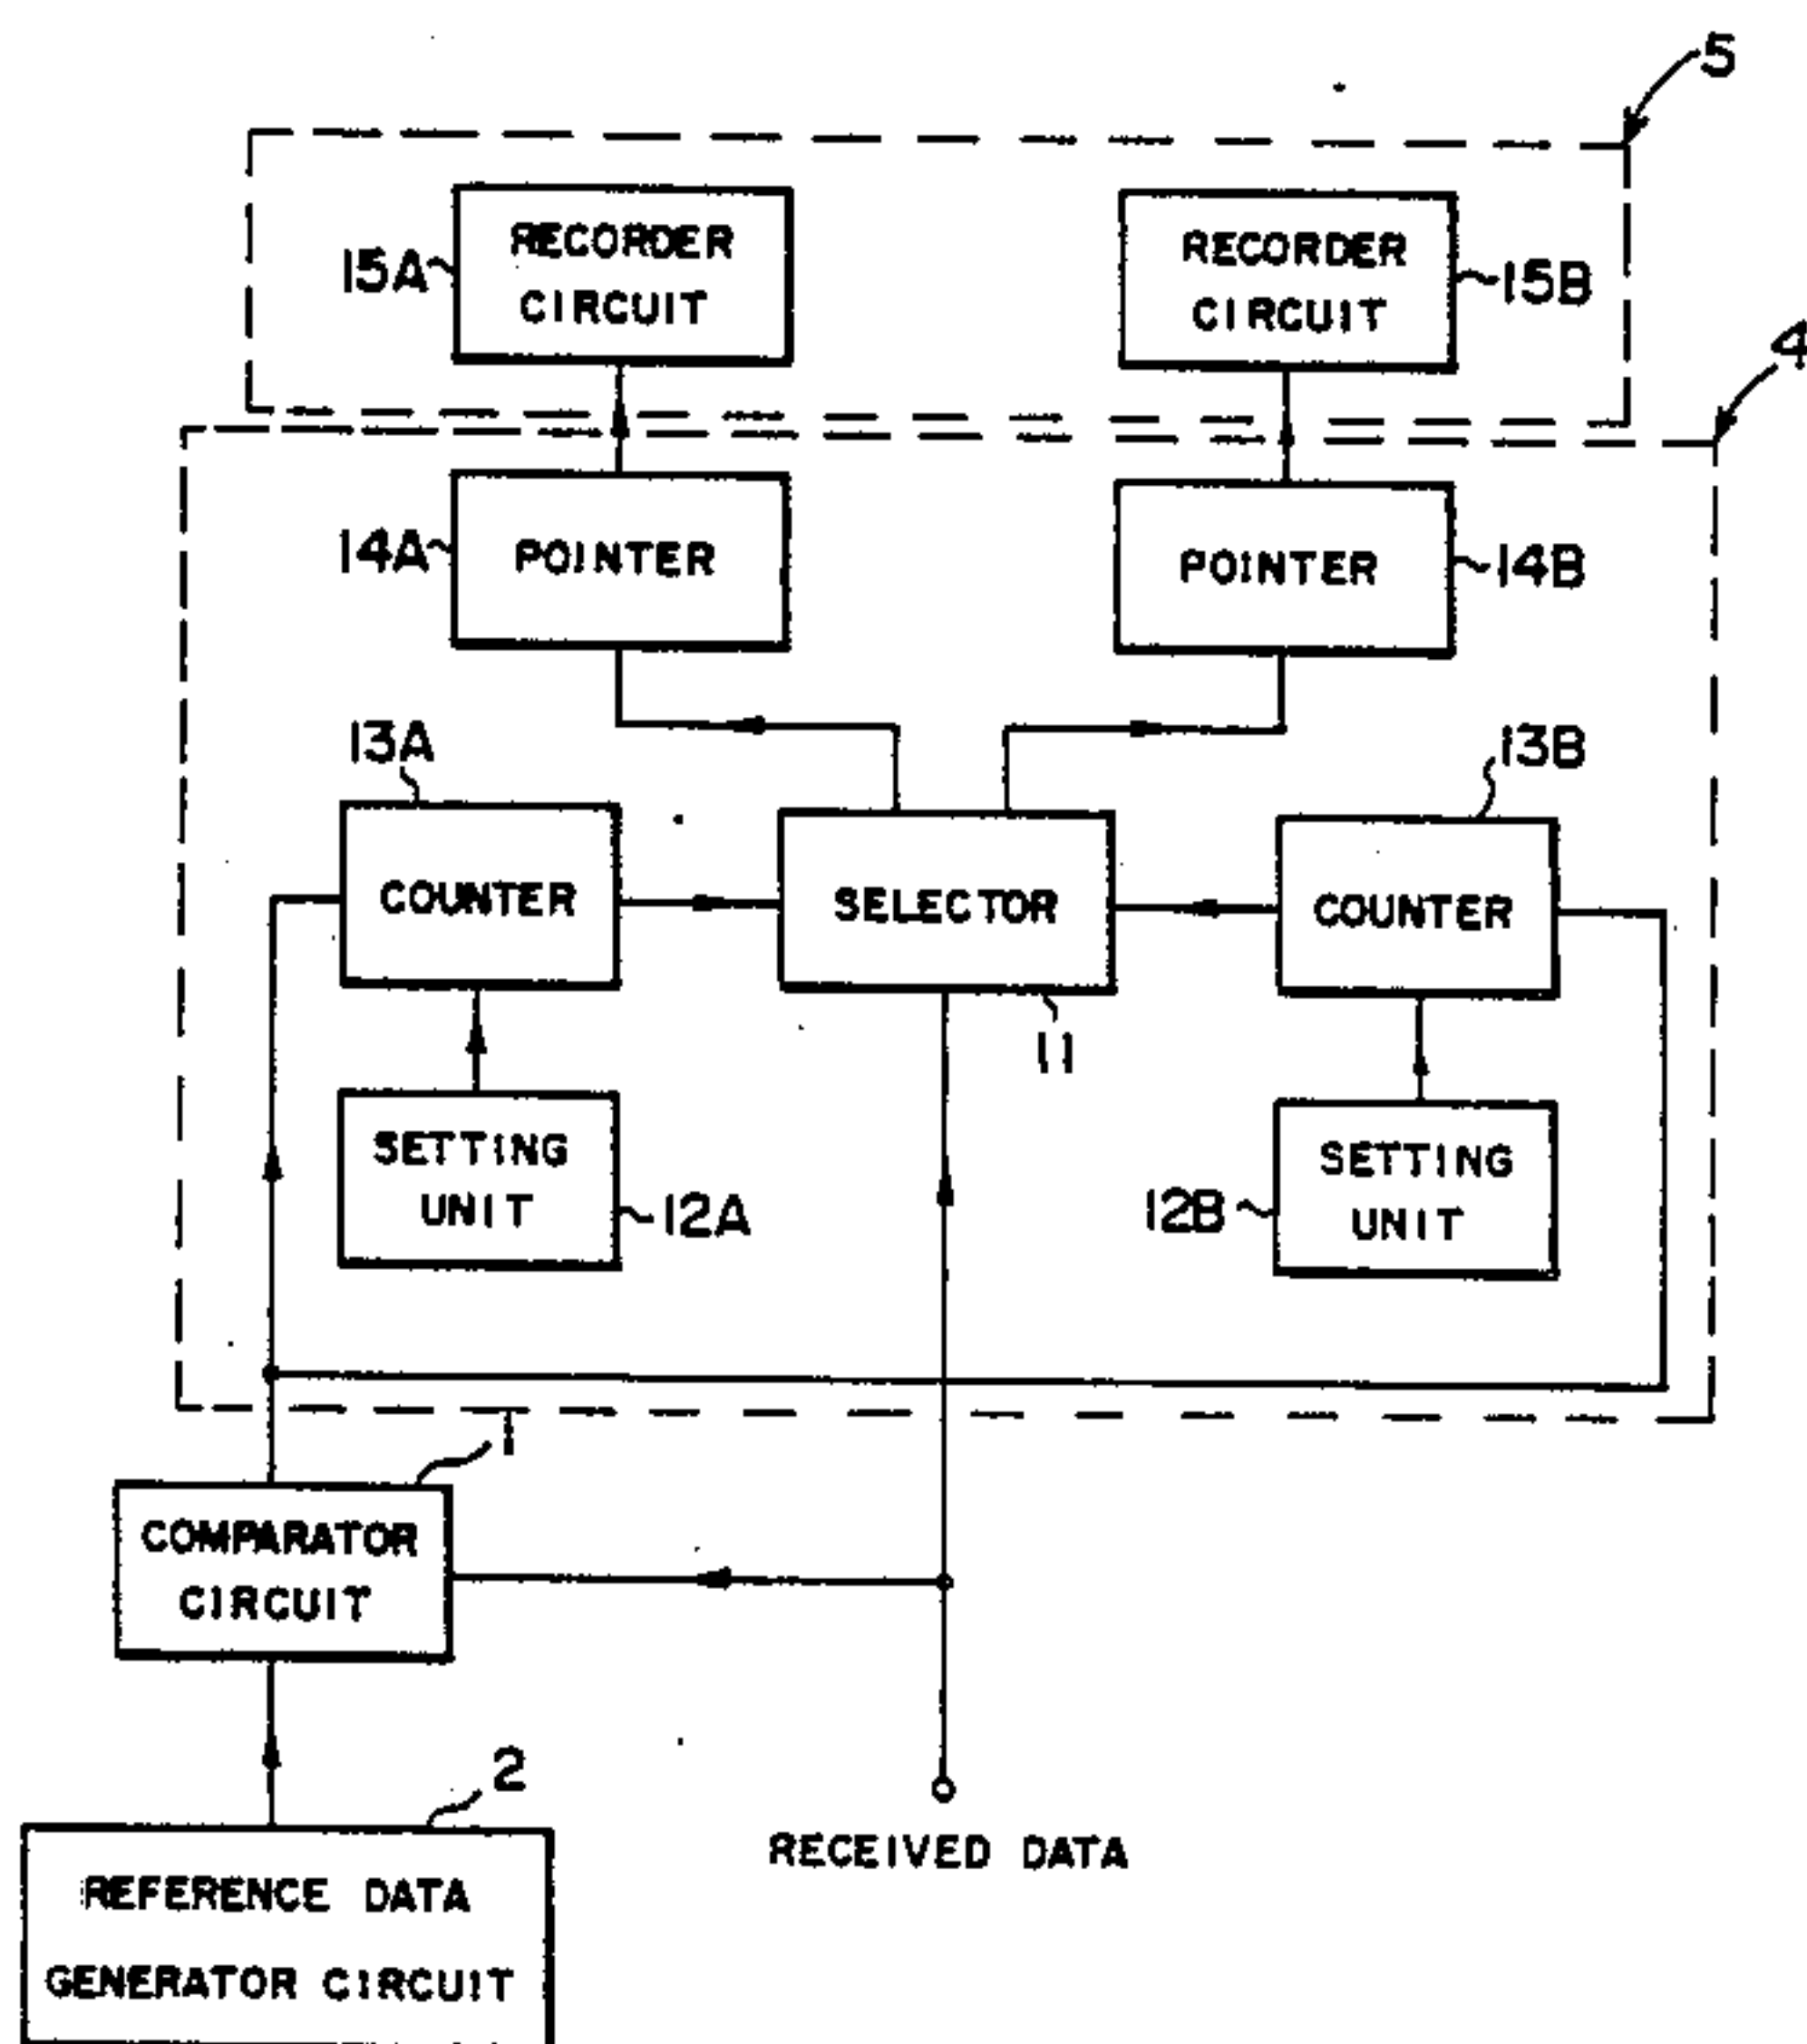 5
RECORDER
CIRCUIT
15A
RECORDER
CIRCUIT
15B
4
14A
POINTER
POINTER
14B
13A
13B
COUNTER
SELECTOR
COUNTER
11
SETTING
UNIT
12A
12B
SETTING
UNIT
1
COMPARATOR
CIRCUIT
2
RECEIVED DATA
REFERENCE DATA
GENERATOR CIRCUIT